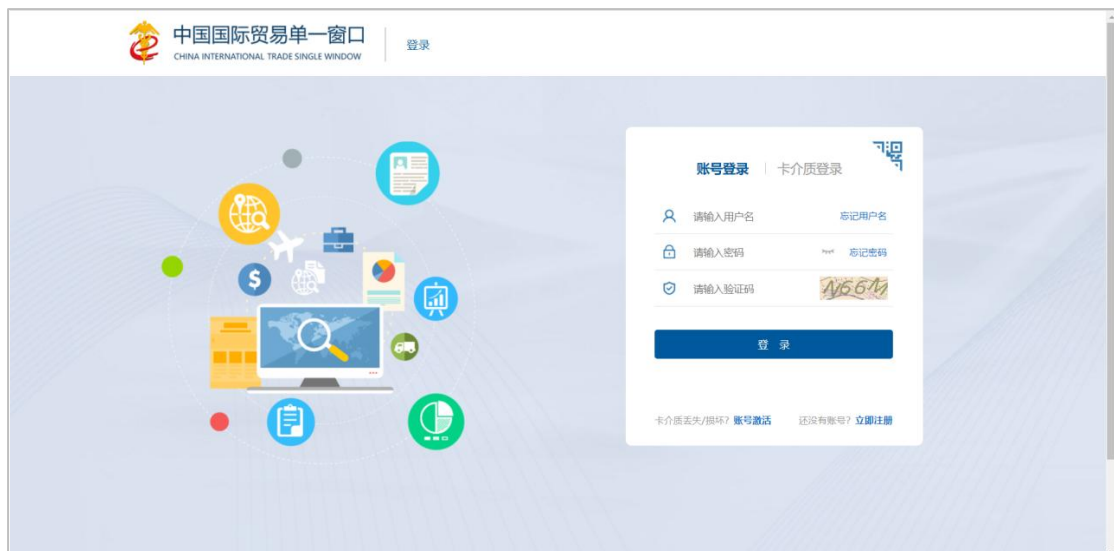 中国国际贸易单一窗口
CHINA INTERNATIONAL TRADE SINGLE WINDOW
登录
账号登录 卡介质登录
请输入用户名 忘记用户名
请输入密码 忘记密码
请输入验证码 N66M
登 录
卡介质丢失/损坏? 账号激活 还没有账号? 立即注册
$